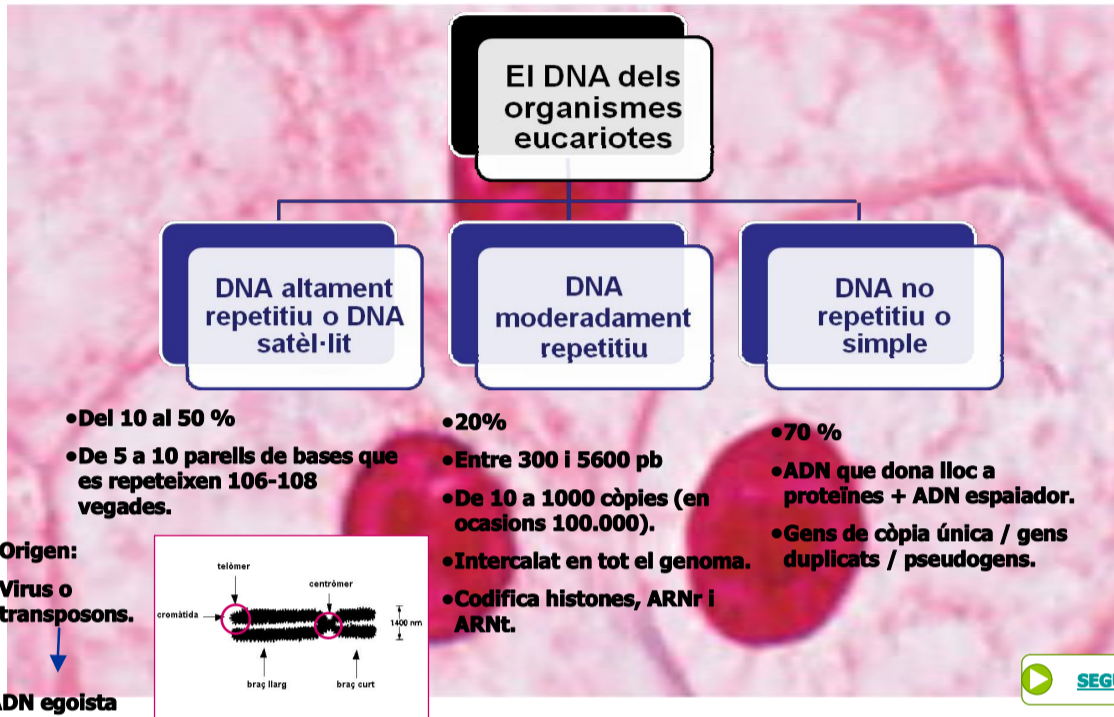 El DNA dels
organismes
eucariotes
DNA altament
repetitiu o DNA
satèl·lit
DNA
moderadament
repetitiu
DNA no
repetitiu o
simple
•Del 10 al 50 %
•De 5 a 10 parells de bases que
es repeteixen 106-108
vegades.
Origen:
Virus o
transposons.
ADN egoista
telòmer
centròmer
cromàtida
1400 nm
braç llarg
braç curt
•20%
•Entre 300 i 5600 pb
•De 10 a 1000 còpies (en
ocasions 100.000).
•Intercalat en tot el genoma.
•Codifica histones, ARNr i
ARNt.
•70 %
•ADN que dona lloc a
proteïnes + ADN espaiador.
•Gens de còpia única / gens
duplicats / pseudogens.